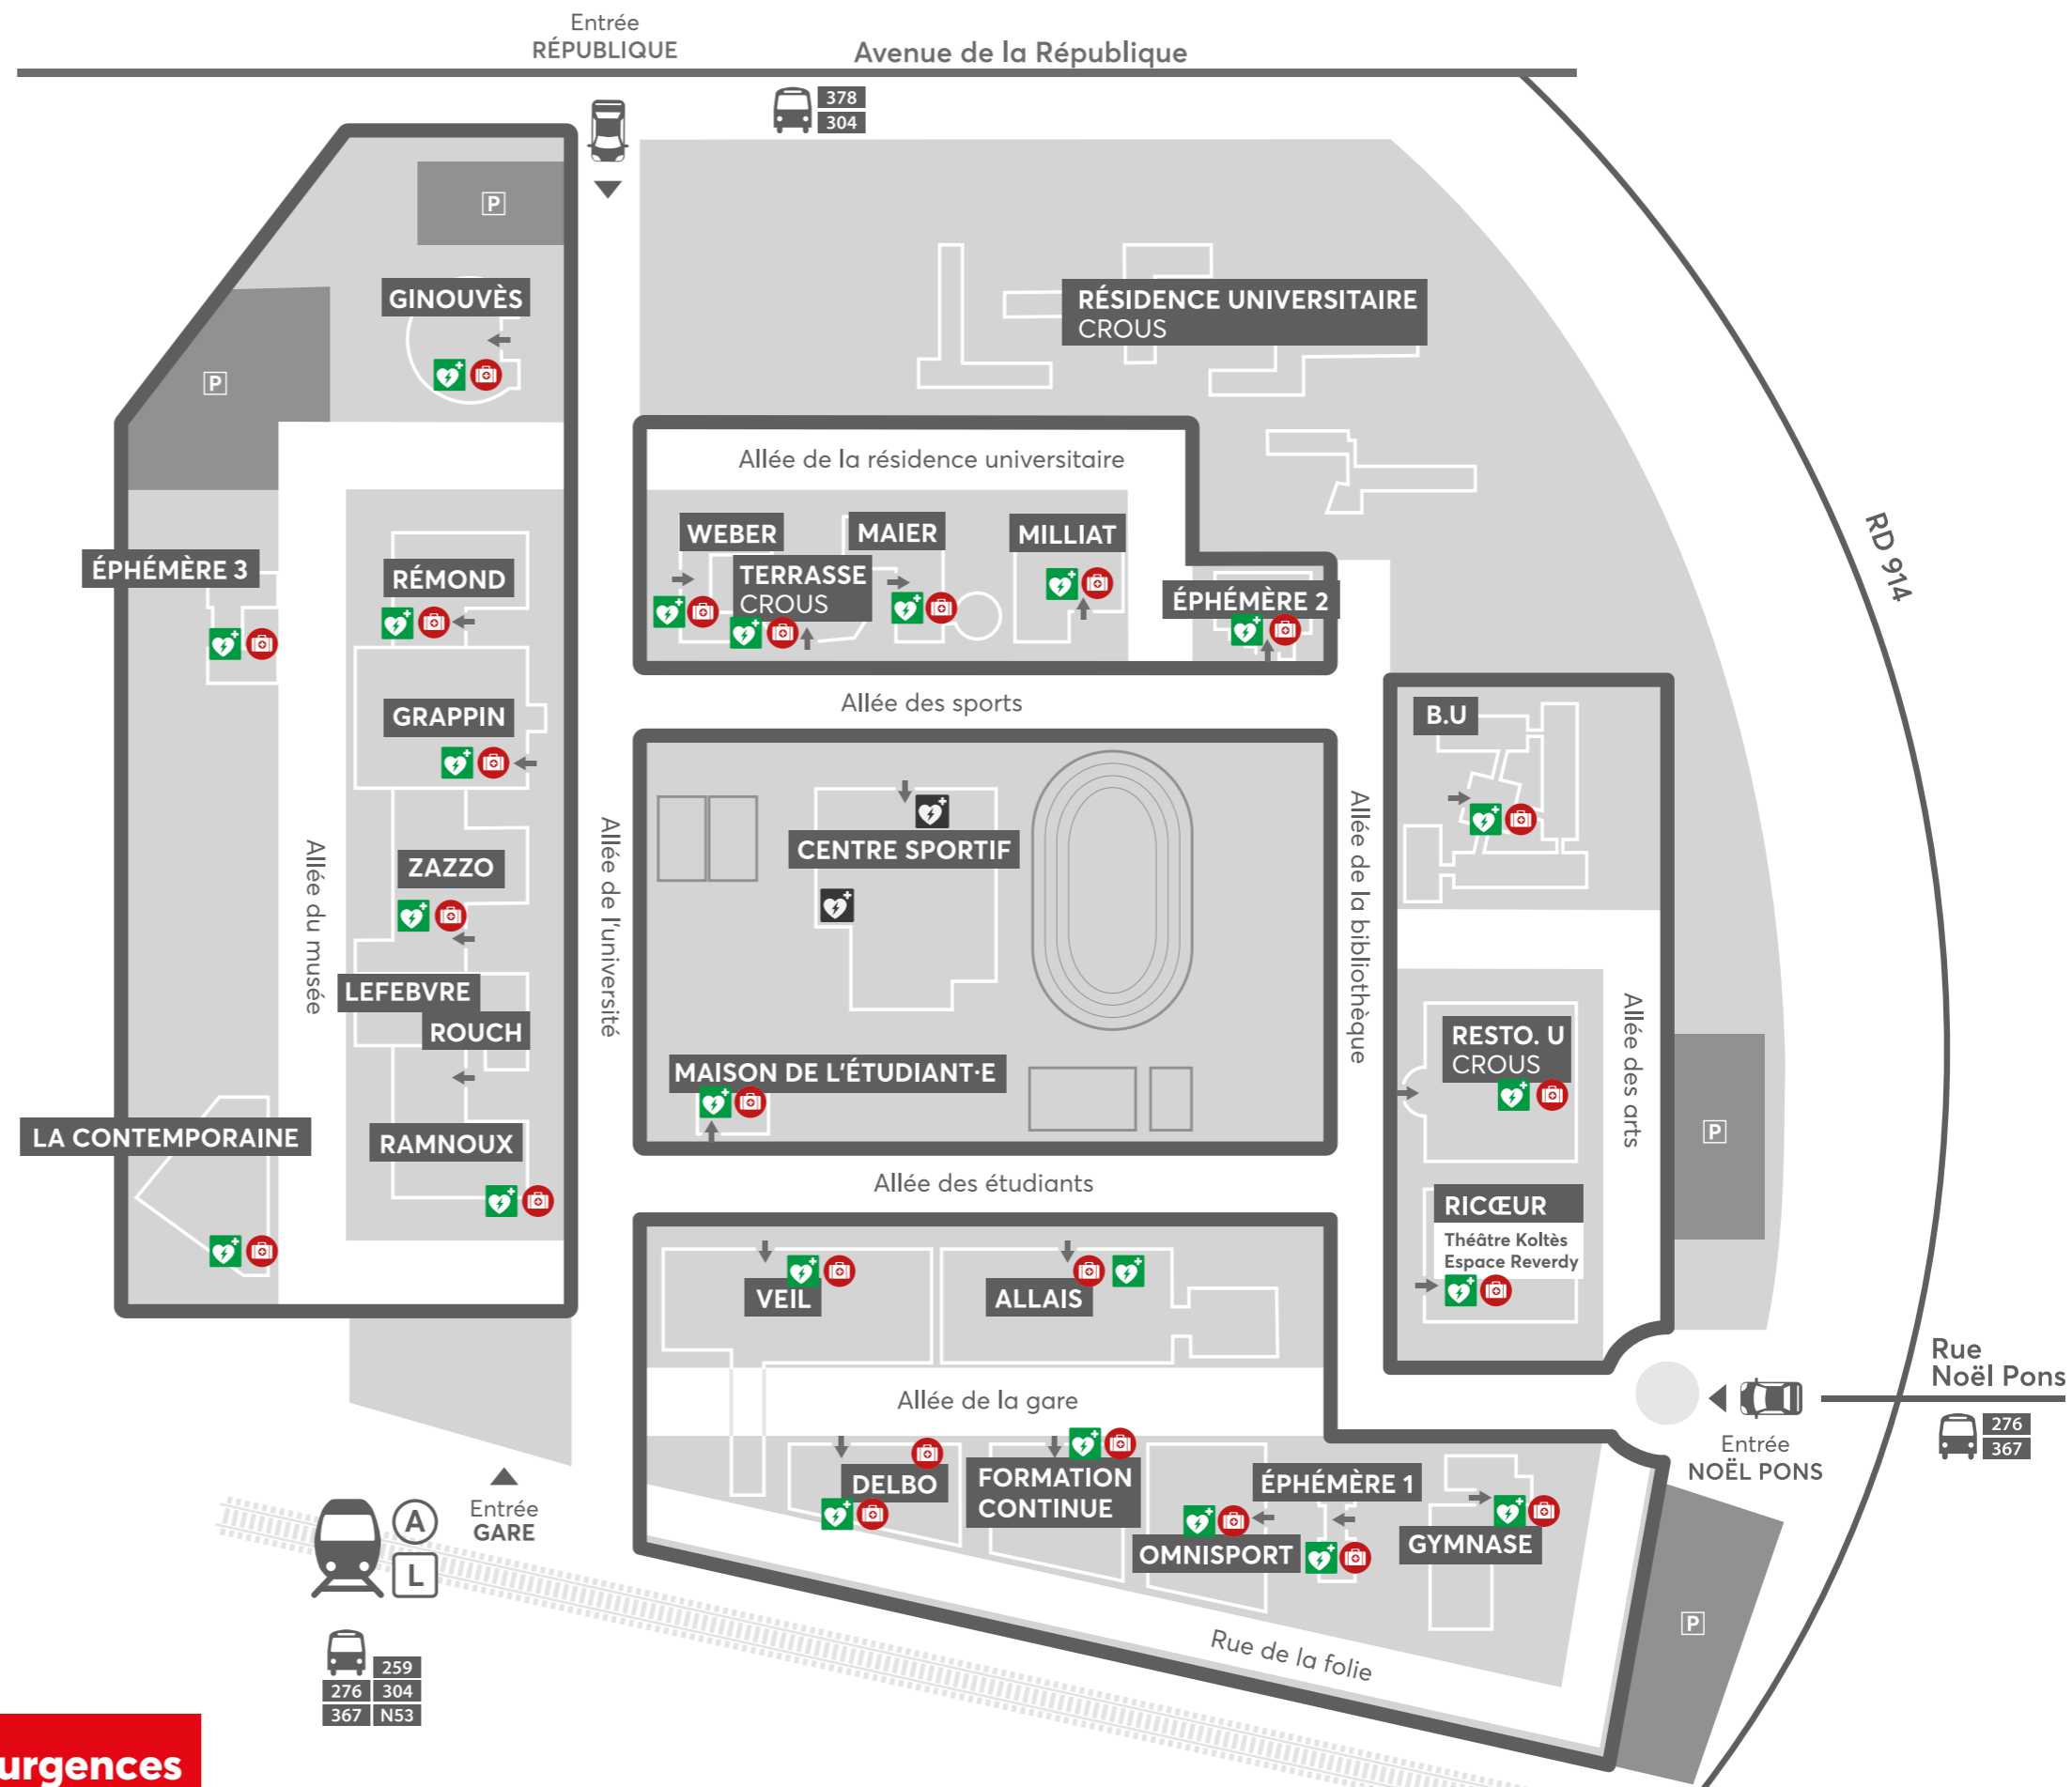 Entrée
RÉPUBLIQUE
Avenue de la République
378
304
P
GINOUVÈS
RÉSIDENCE UNIVERSITAIRE
CROUS
P
Allée de la résidence universitaire
RD 914
WEBER
MAIER
MILLIAT
ÉPHÉMÈRE 3
RÉMOND
TERRASSE
CROUS
ÉPHÉMÈRE 2
Allée des sports
GRAPPIN
B.U
Allée du musée
Allée de l'université
CENTRE SPORTIF
Allée de la bibliothèque
ZAZZO
LEFEBVRE
ROUCH
RESTO. U
CROUS
Allée des arts
MAISON DE L'ÉTUDIANT·E
LA CONTEMPORAINE
RAMNOUX
P
Allée des étudiants
RICŒUR
Théâtre Koltès
Espace Reverdy
VEIL
ALLAIS
Rue
Noël Pons
Allée de la gare
276
367
Entrée
NOËL PONS
DELBO
FORMATION
CONTINUE
ÉPHÉMÈRE 1
OMNISPORT
GYMNASE
Entrée
GARE
A
L
P
Rue de la folie
259
276
304
367
N53
urgences